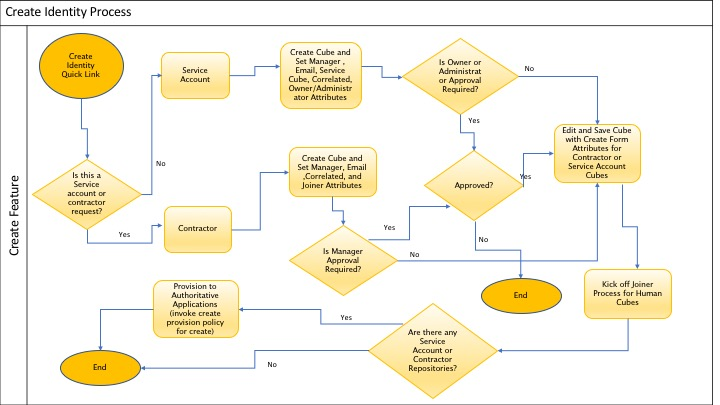 Create Identity Process
Create Feature
Create
Identity
Quick Link
Service
Account
Create Cube and
Set Manager ,
Email, Service
Cube, Correlated,
Owner/Administr
ator Attributes
Is Owner or
Administrat
or Approval
Required?
No
Yes
Edit and Save Cube
with Create Form
Attributes for
Contractor or
Service Account
Cubes
Is this a
Service
account or
contractor
request?
No
Yes
Contractor
Create Cube and
Set Manager, Email
,Correlated, and
Joiner Attributes
Approved?
Yes
Yes
No
Is Manager
Approval
Required?
No
End
Kick off Joiner
Process for Human
Cubes
Provision to
Authoritative
Applications
(invoke create
provision policy
for create)
Yes
Are there any
Service
Account or
Contractor
Repositories?
No
End